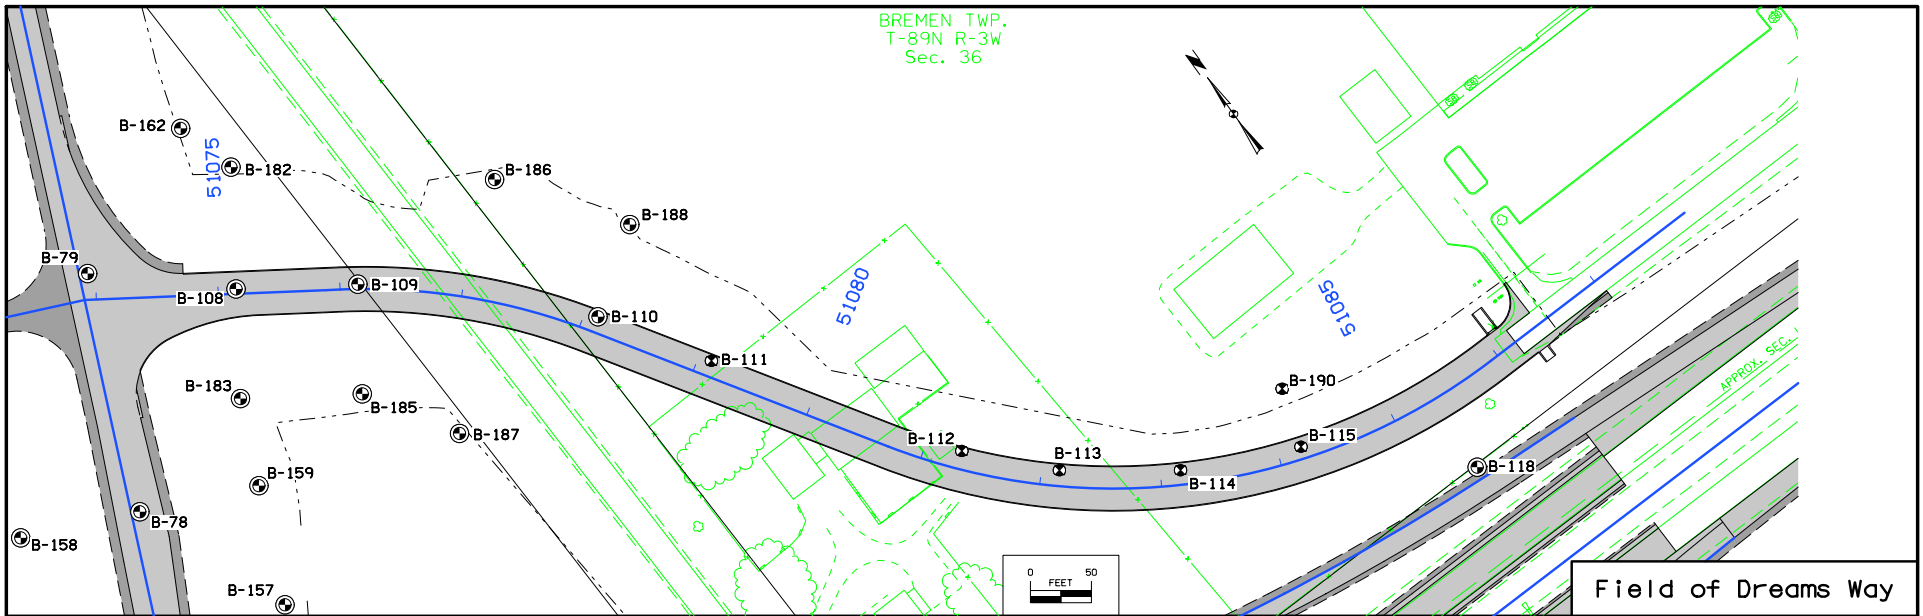 BREMEN TWP.
T-89N R-3W
Sec. 36
B-162
51075
B-182
B-186
B-188
B-79
B-108
B-109
B-110
B-111
51080
51085
B-190
B-183
B-185
B-187
B-112
B-113
B-114
B-115
B-118
B-159
B-78
B-158
B-157
APPROX. SEC.
0 50
FEET
Field of Dreams Way